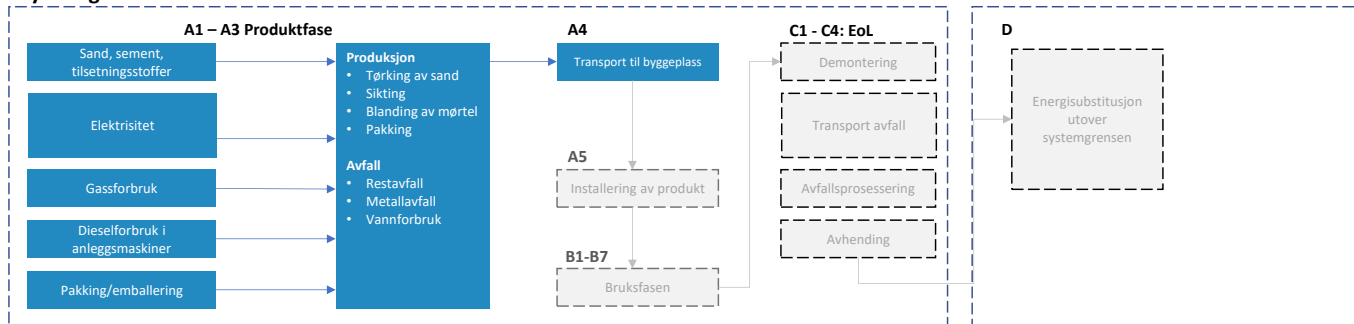 A1 – A3 Produktfase
Sand, sement,
tilsetningsstoffer
Elektrisitet
Gassforbruk
Dieselforbruk i
anleggsmaskiner
Pakking/emballering
Produksjon
• Tørking av sand
• Sikting
• Blanding av mørtel
• Pakking
Avfall
• Restavfall
• Metallavfall
• Vannforbruk
A4
Transport til byggeplass
A5
Installering av produkt
B1-B7
Bruksfasen
C1 - C4: EoL
Demontering
Transport avfall
Avfallsprosessering
Avhending
D
Energisubstitusjon
utover
systemgrensen